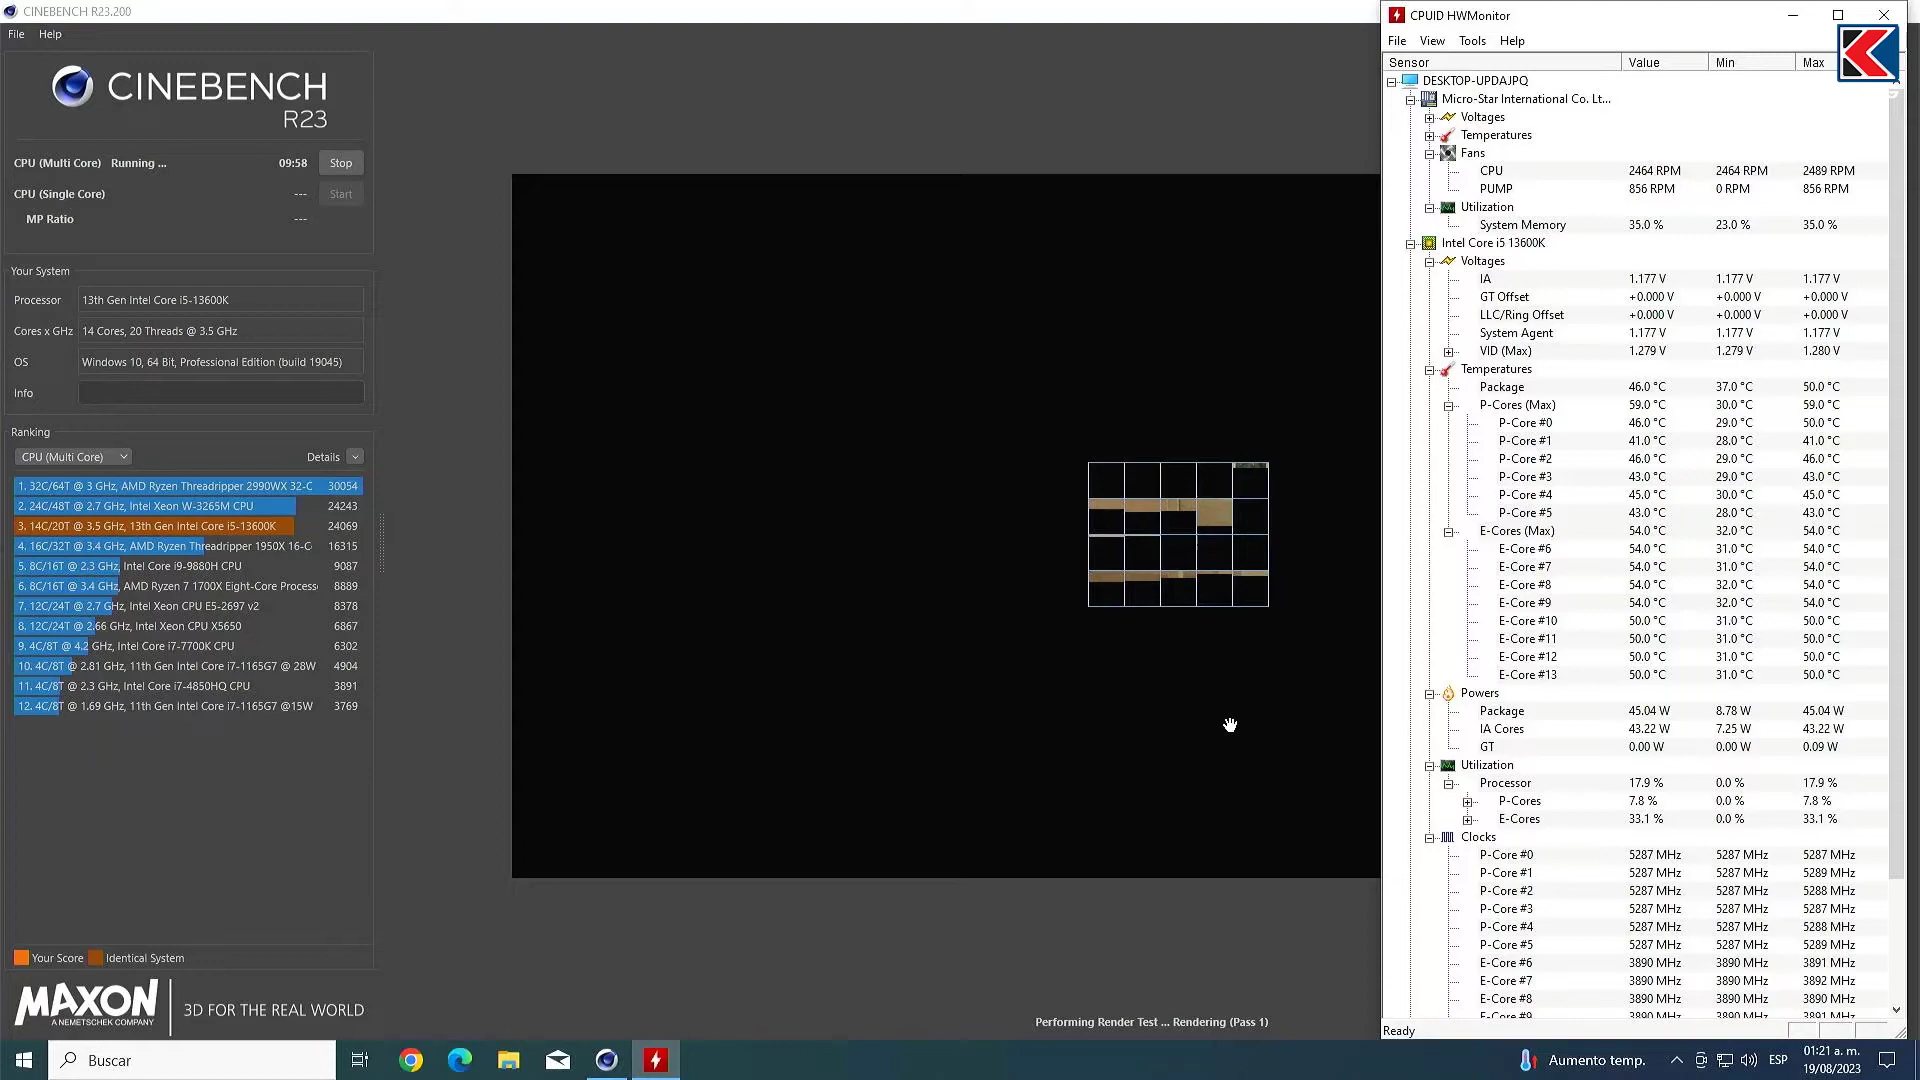 CINEBENCH R23.200
File Help
CINEBENCH
R23
CPU (Multi Core) Running ... 09:58 Stop
CPU (Single Core) --- Start
MP Ratio ---
Your System
Processor 13th Gen Intel Core i5-13600K
Cores x GHz 14 Cores, 20 Threads @ 3.5 GHz
OS Windows 10, 64 Bit, Professional Edition (build 19045)
Info
Ranking
CPU (Multi Core) Details
1. 32C/64T @ 3 GHz, AMD Ryzen Threadripper 2990WX 32-C 30054
2. 24C/48T @ 2.7 GHz, Intel Xeon W-3265M CPU 24243
3. 14C/20T @ 3.5 GHz, 13th Gen Intel Core i5-13600K 24069
4. 16C/32T @ 3.4 GHz, AMD Ryzen Threadripper 1950X 16-C 16315
5. 8C/16T @ 2.3 GHz, Intel Core i9-9880H CPU 9087
6. 8C/16T @ 3.4 GHz, AMD Ryzen 7 1700X Eight-Core Process 8889
7. 12C/24T @ 2.7 GHz, Intel Xeon CPU E5-2697 v2 8378
8. 12C/24T @ 2.66 GHz, Intel Xeon CPU X5650 6867
9. 4C/8T @ 4.2 GHz, Intel Core i7-7700K CPU 6302
10. 4C/8T @ 2.81 GHz, 11th Gen Intel Core i7-1165G7 @ 28W 4904
11. 4C/8T @ 2.3 GHz, Intel Core i7-4850HQ CPU 3891
12. 4C/8T @ 1.69 GHz, 11th Gen Intel Core i7-1165G7 @15W 3769
Your Score Identical System
MAXON
A NEMETSCHEK COMPANY
3D FOR THE REAL WORLD
Performing Render Test ... Rendering (Pass 1)
CPUID HWMonitor
File View Tools Help
Sensor Value Min Max
DESKTOP-UPDAJPQ
Micro-Star International Co. Lt...
Voltages
Temperatures
Fans
CPU 2464 RPM 2464 RPM 2489 RPM
PUMP 856 RPM 0 RPM 856 RPM
Utilization
System Memory 35.0 % 23.0 % 35.0 %
Intel Core i5 13600K
Voltages
IA 1.177 V 1.177 V 1.177 V
GT Offset +0.000 V +0.000 V +0.000 V
LLC/Ring Offset +0.000 V +0.000 V +0.000 V
System Agent 1.177 V 1.177 V 1.177 V
VID (Max) 1.279 V 1.279 V 1.280 V
Temperatures
Package 46.0 °C 37.0 °C 50.0 °C
P-Cores (Max) 59.0 °C 30.0 °C 59.0 °C
P-Core #0 46.0 °C 29.0 °C 50.0 °C
P-Core #1 41.0 °C 28.0 °C 41.0 °C
P-Core #2 46.0 °C 29.0 °C 46.0 °C
P-Core #3 43.0 °C 29.0 °C 43.0 °C
P-Core #4 45.0 °C 30.0 °C 45.0 °C
P-Core #5 43.0 °C 28.0 °C 43.0 °C
E-Cores (Max) 54.0 °C 32.0 °C 54.0 °C
E-Core #6 54.0 °C 31.0 °C 54.0 °C
E-Core #7 54.0 °C 31.0 °C 54.0 °C
E-Core #8 54.0 °C 32.0 °C 54.0 °C
E-Core #9 54.0 °C 32.0 °C 54.0 °C
E-Core #10 50.0 °C 31.0 °C 50.0 °C
E-Core #11 50.0 °C 31.0 °C 50.0 °C
E-Core #12 50.0 °C 31.0 °C 50.0 °C
E-Core #13 50.0 °C 31.0 °C 50.0 °C
Powers
Package 45.04 W 8.78 W 45.04 W
IA Cores 43.22 W 7.25 W 43.22 W
GT 0.00 W 0.00 W 0.09 W
Utilization
Processor 17.9 % 0.0 % 17.9 %
P-Cores 7.8 % 0.0 % 7.8 %
E-Cores 33.1 % 0.0 % 33.1 %
Clocks
P-Core #0 5287 MHz 5287 MHz 5287 MHz
P-Core #1 5287 MHz 5287 MHz 5289 MHz
P-Core #2 5287 MHz 5287 MHz 5288 MHz
P-Core #3 5287 MHz 5287 MHz 5287 MHz
P-Core #4 5287 MHz 5287 MHz 5288 MHz
P-Core #5 5287 MHz 5287 MHz 5289 MHz
E-Core #6 3890 MHz 3890 MHz 3891 MHz
E-Core #7 3890 MHz 3890 MHz 3892 MHz
E-Core #8 3890 MHz 3890 MHz 3890 MHz
E-Core #9 3890 MHz 3890 MHz 3891 MHz
Ready
Buscar
Aumento temp. ESP 01:21 a. m.
19/08/2023